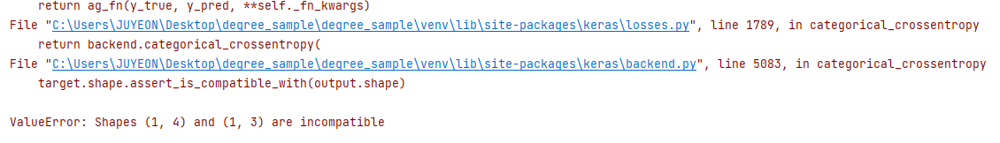 return ag_fn(y_true, y_pred, **self._fn_kwargs)
File "C:\Users\JUYEON\Desktop\degree_sample\degree_sample\venv\lib\site-packages\keras\losses.py", line 1789, in categorical_crossentropy
return backend.categorical_crossentropy(
File "C:\Users\JUYEON\Desktop\degree_sample\degree_sample\venv\lib\site-packages\keras\backend.py", line 5083, in categorical_crossentropy
target.shape.assert_is_compatible_with(output.shape)
ValueError: Shapes (1, 4) and (1, 3) are incompatible